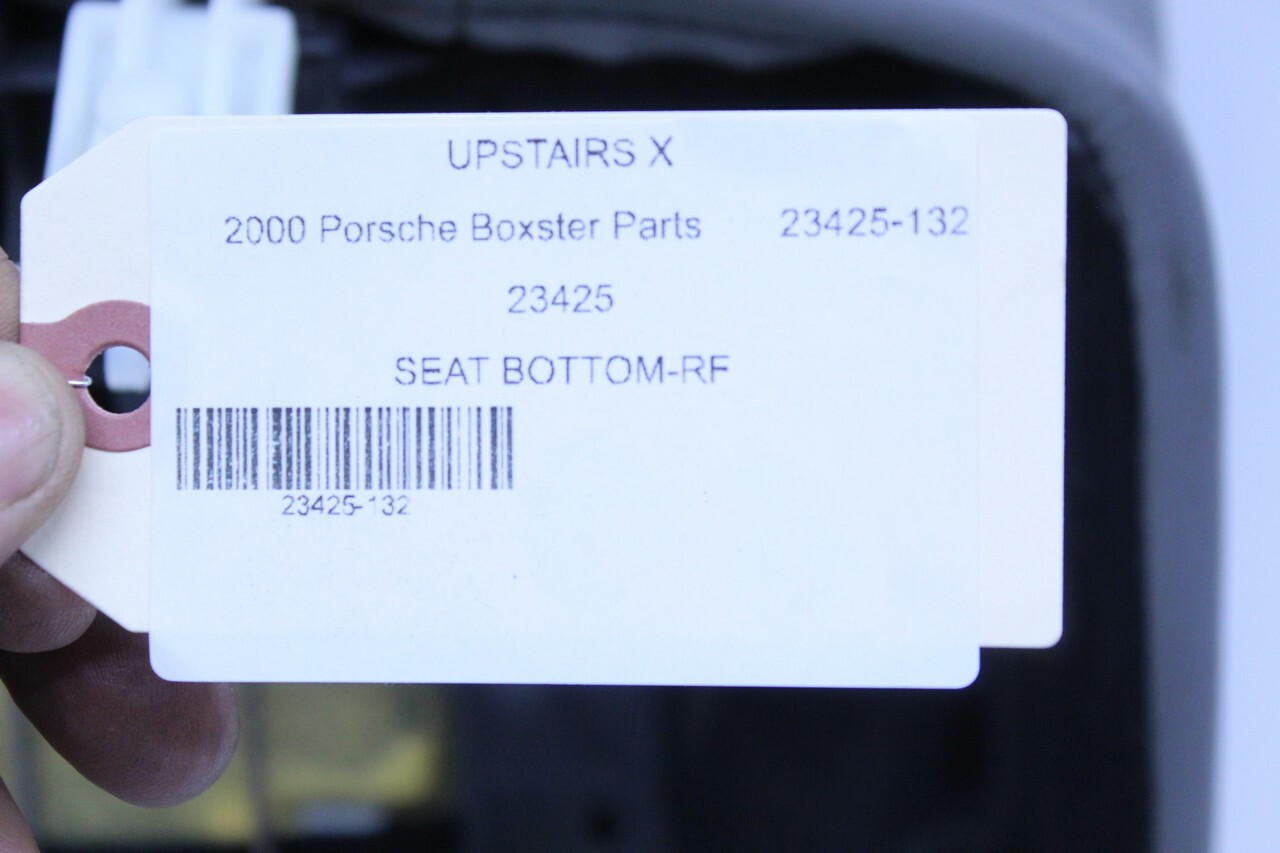 UPSTAIRS X
2000 Porsche Boxster Parts 23425-132
23425
SEAT BOTTOM-RF
23425-132